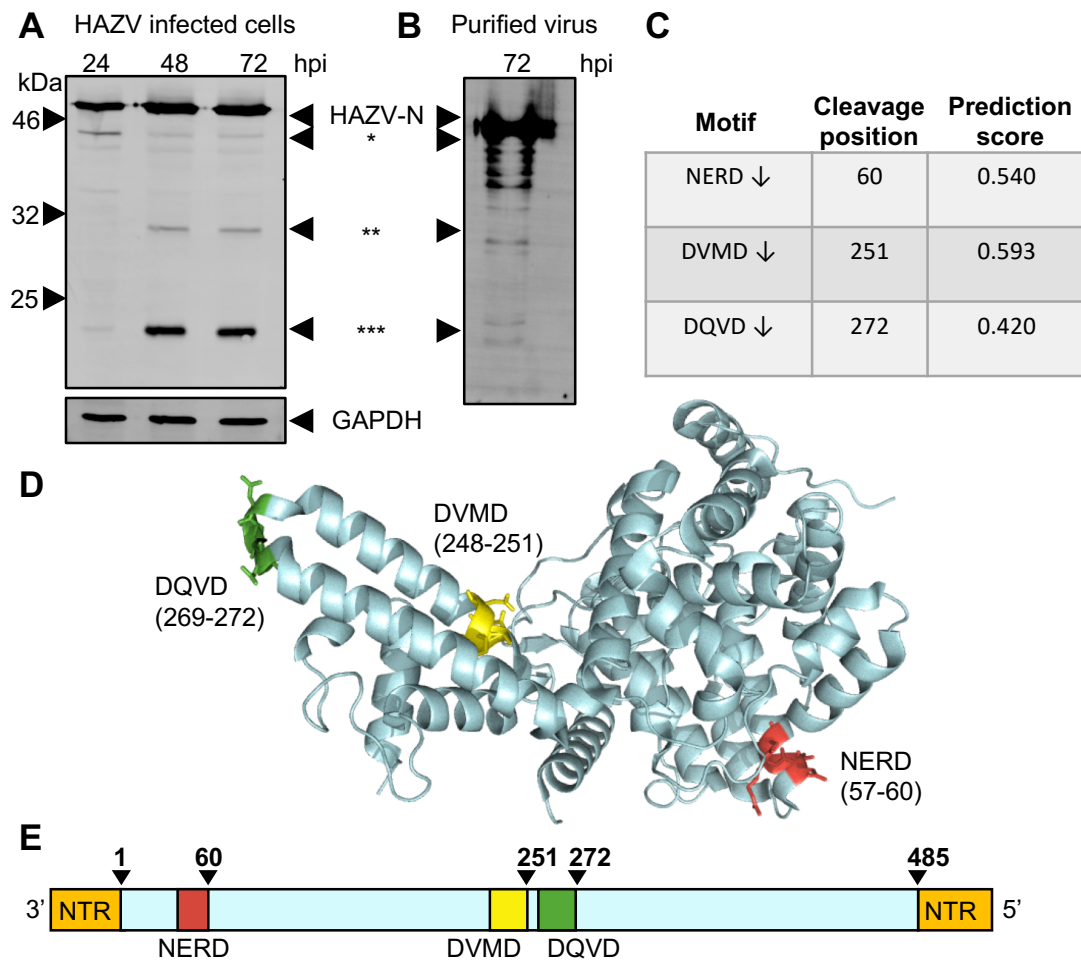 A
HAZV infected cells
24 48 72 hpi
kDa
46
32
25
HAZV-N
*
**
***
GAPDH
B
Purified virus
72 hpi
C
Motif Cleavage position Prediction score
NERD ↓ 60 0.540
DVMD ↓ 251 0.593
DQVD ↓ 272 0.420
D
DQVD
(269-272)
DVMD
(248-251)
NERD
(57-60)
E
1 60 251 272 485
3’ NTR NTR 5’
NERD DVMD DQVD